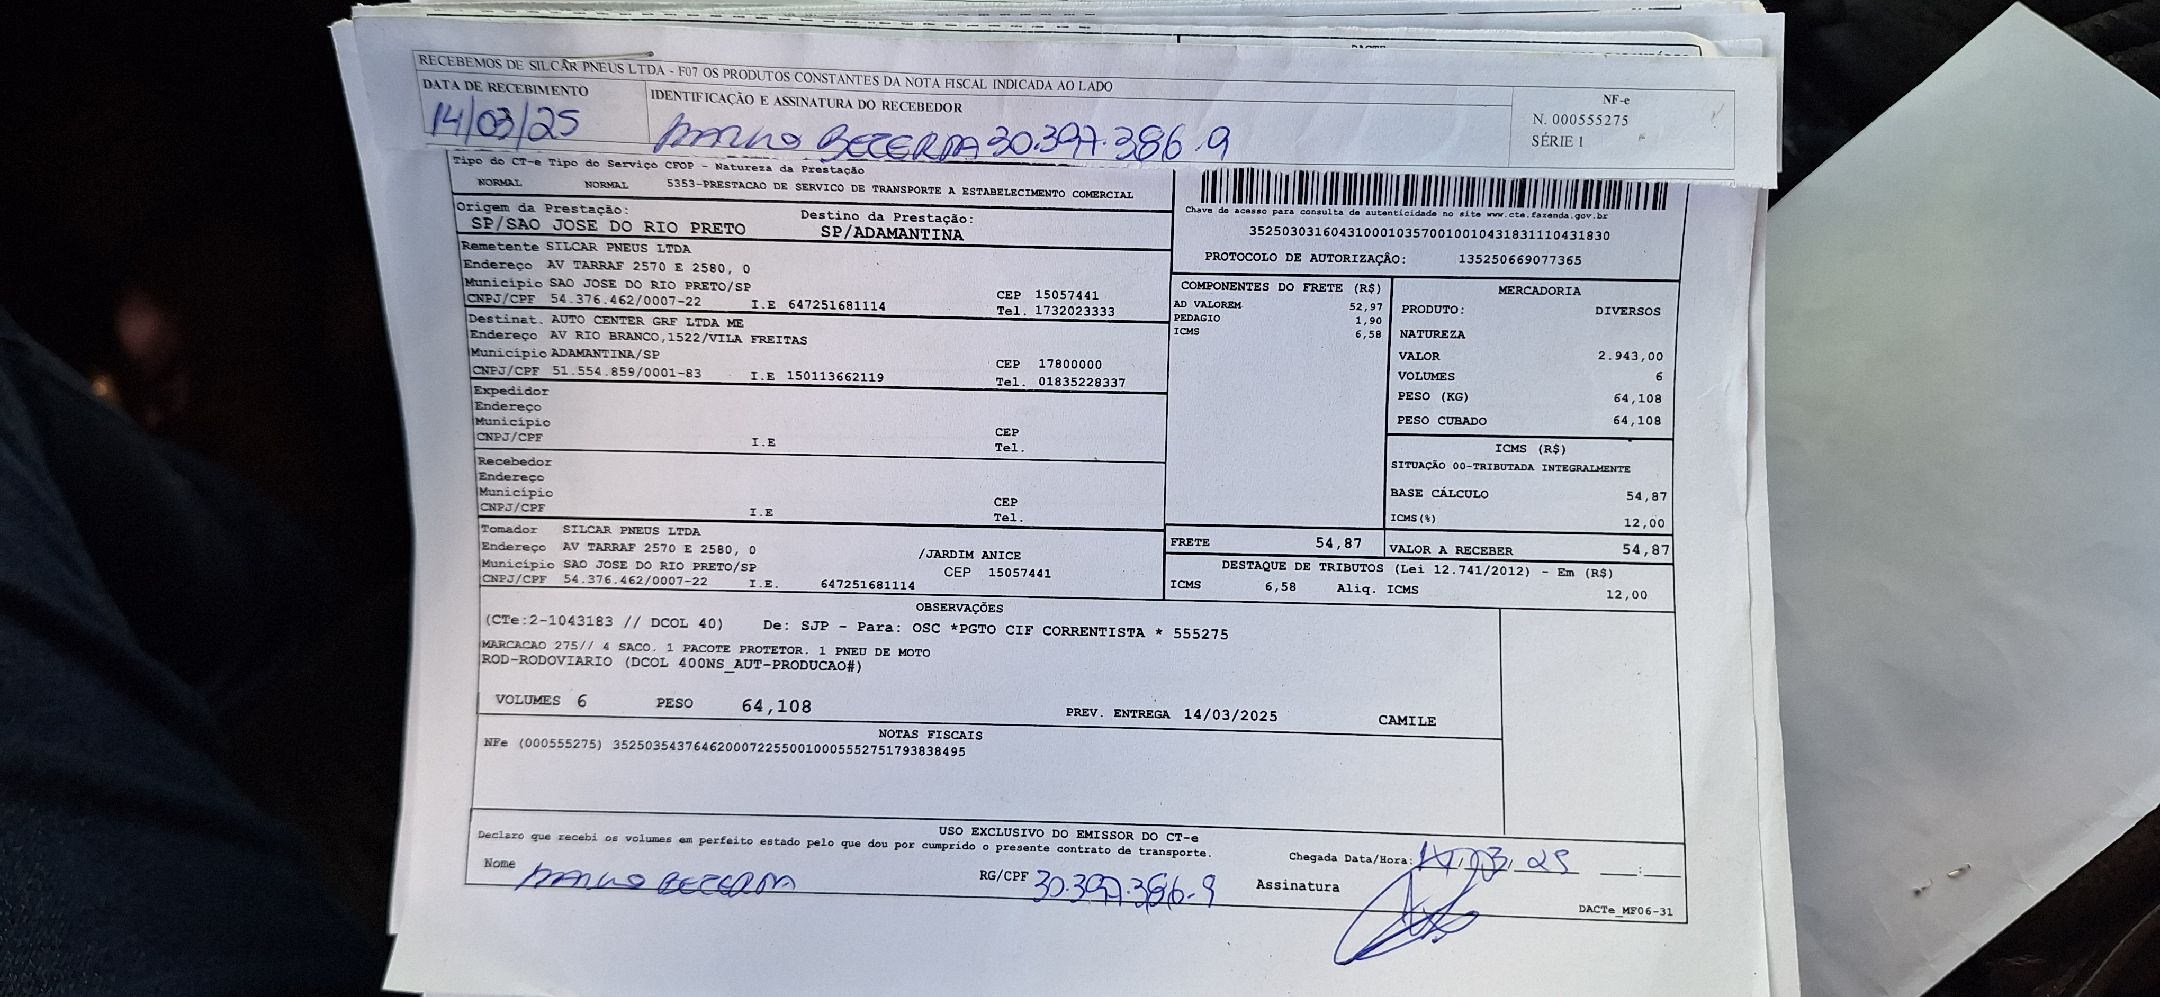 RECEBEMOS DE SILCAR PNEUS LTDA - F07 OS PRODUTOS CONSTANTES DA NOTA FISCAL INDICADA AO LADO
DATA DE RECEBIMENTO
14/03/25
IDENTIFICAÇÃO E ASSINATURA DO RECEBEDOR
BEZERRA 30.397.386.9
NF-e
N. 000555275
SÉRIE 1
Tipo do CT-e Tipo do Serviço CFOP - Natureza da Prestação
NORMAL NORMAL 5353-PRESTACAO DE SERVICO DE TRANSPORTE A ESTABELECIMENTO COMERCIAL
Origem da Prestação: Destino da Prestação:
SP/SAO JOSE DO RIO PRETO SP/ADAMANTINA
Chave de acesso para consulta de autenticidade no site www.cte.fazenda.gov.br
35250303160431000103570010010431831110431830
PROTOCOLO DE AUTORIZAÇÃO: 135250669077365
Remetente SILCAR PNEUS LTDA
Endereço AV TARRAF 2570 E 2580, 0
Município SAO JOSE DO RIO PRETO/SP
CEP 15057441
CNPJ/CPF 54.376.462/0007-22 I.E 647251681114 Tel. 1732023333
Destinat. AUTO CENTER GRF LTDA ME
Endereço AV RIO BRANCO,1522/VILA FREITAS
Município ADAMANTINA/SP CEP 17800000
CNPJ/CPF 51.554.859/0001-83 I.E 150113662119 Tel. 01835228337
Expedidor
Endereço
Município CEP
CNPJ/CPF I.E Tel.
Recebedor
Endereço
Município CEP
CNPJ/CPF I.E Tel.
Tomador SILCAR PNEUS LTDA
Endereço AV TARRAF 2570 E 2580, 0 /JARDIM ANICE
Município SAO JOSE DO RIO PRETO/SP CEP 15057441
CNPJ/CPF 54.376.462/0007-22 I.E. 647251681114
COMPONENTES DO FRETE (R$)
AD VALOREM 52,97
PEDAGIO 1,90
ICMS 6,58
MERCADORIA
PRODUTO: DIVERSOS
NATUREZA
VALOR 2.943,00
VOLUMES 6
PESO (KG) 64,108
PESO CUBADO 64,108
ICMS (R$)
SITUAÇÃO 00-TRIBUTADA INTEGRALMENTE
BASE CÁLCULO 54,87
ICMS(%) 12,00
FRETE 54,87 VALOR A RECEBER 54,87
DESTAQUE DE TRIBUTOS (Lei 12.741/2012) - Em (R$)
ICMS 6,58 Aliq. ICMS 12,00
OBSERVAÇÕES
(CTe:2-1043183 // DCOL 40) De: SJP - Para: OSC *PGTO CIF CORRENTISTA * 555275
MARCACAO 275// 4 SACO. 1 PACOTE PROTETOR. 1 PNEU DE MOTO
ROD-RODOVIARIO (DCOL 400NS_AUT-PRODUCAO#)
VOLUMES 6 PESO 64,108 PREV. ENTREGA 14/03/2025 CAMILE
NOTAS FISCAIS
NFe (000555275) 35250354376462000722550010005552751793838495
USO EXCLUSIVO DO EMISSOR DO CT-e
Declaro que recebi os volumes em perfeito estado pelo que dou por cumprido o presente contrato de transporte.
Chegada Data/Hora: 14.03.25 :
Nome BEZERRA RG/CPF 30.397.386-9 Assinatura
DACTe_MF06-31